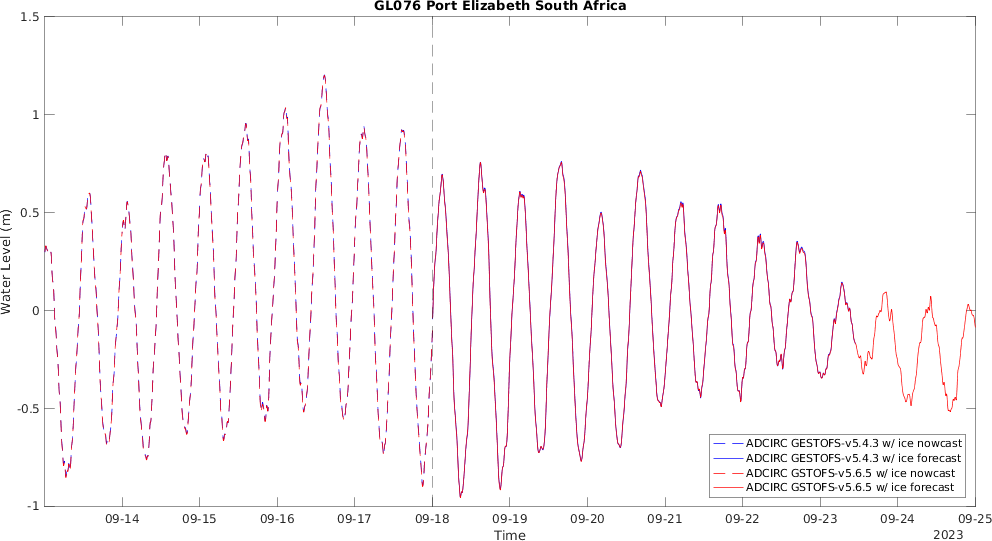 GL076 Port Elizabeth South Africa
1.5
1
0.5
0
-0.5
-1
Water Level (m)
09-14 09-15 09-16 09-17 09-18 09-19 09-20 09-21 09-22 09-23 09-24 09-25
Time
2023
ADCIRC GESTOFS-v5.4.3 w/ ice nowcast
ADCIRC GESTOFS-v5.4.3 w/ ice forecast
ADCIRC GSTOFS-v5.6.5 w/ ice nowcast
ADCIRC GSTOFS-v5.6.5 w/ ice forecast